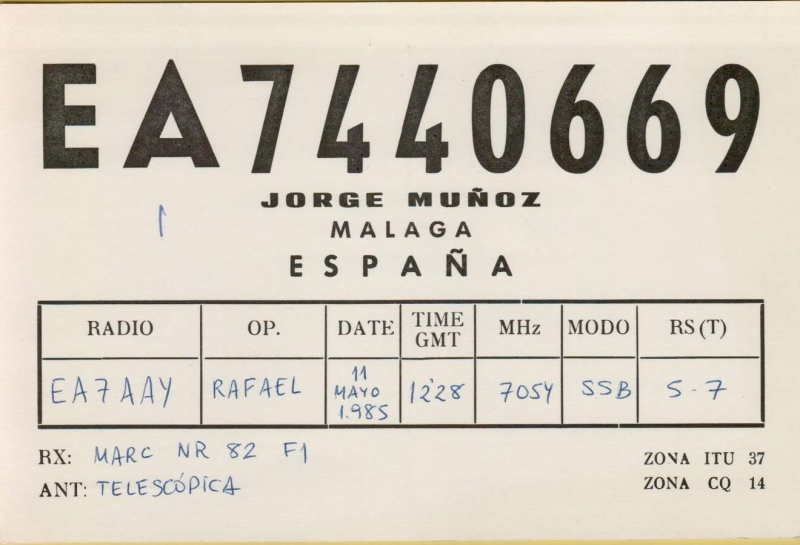 EA7440669
JORGE MUÑOZ
MALAGA
ESPAÑA
RADIO OP. DATE TIME GMT MHz MODO RS(T)
EA7AAY RAFAEL 11 MAYO 1.985 12'28 7054 SSB 5-7
RX: MARC NR 82 F1
ANT: TELESCÓPICA
ZONA ITU 37
ZONA CQ 14